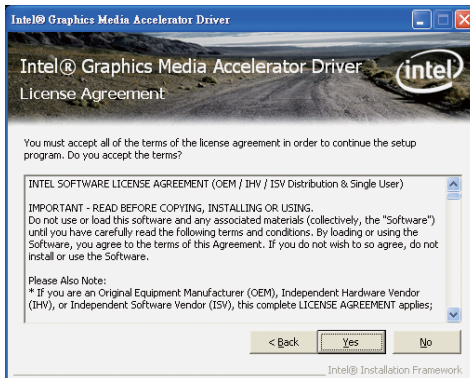 Intel® Graphics Media Accelerator Driver
Intel® Graphics Media Accelerator Driver
intel
License Agreement
You must accept all of the terms of the license agreement in order to continue the setup
program. Do you accept the terms?
INTEL SOFTWARE LICENSE AGREEMENT (OEM / IHV / ISV Distribution & Single User)
IMPORTANT - READ BEFORE COPYING, INSTALLING OR USING.
Do not use or load this software and any associated materials (collectively, the "Software")
until you have carefully read the following terms and conditions. By loading or using the
Software, you agree to the terms of this Agreement. If you do not wish to so agree, do not
install or use the Software.
Please Also Note:
* If you are an Original Equipment Manufacturer (OEM), Independent Hardware Vendor
(IHV), or Independent Software Vendor (ISV), this complete LICENSE AGREEMENT applies;
< Back Yes No
Intel® Installation Framework